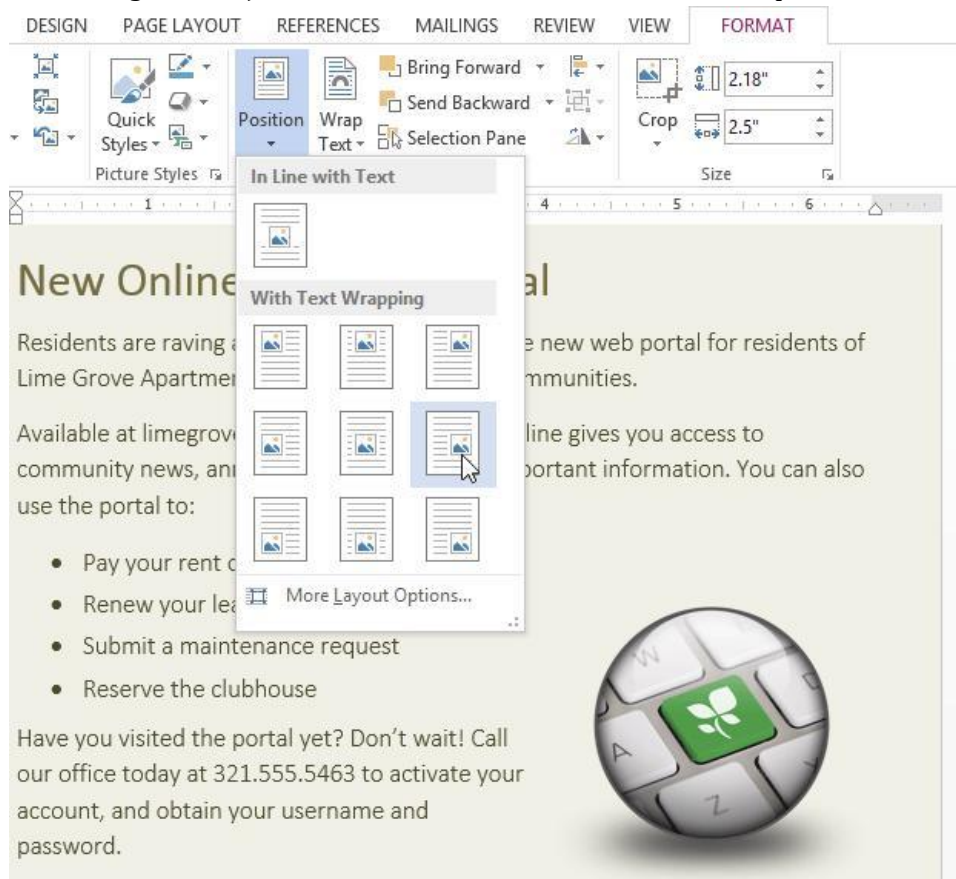 DESIGN PAGE LAYOUT REFERENCES MAILINGS REVIEW VIEW FORMAT
Bring Forward
2.18"
Send Backward
Quick Styles
Position
Wrap Text
Crop
2.5"
Selection Pane
Picture Styles
Size
In Line with Text
1 4 5 6
New Online al
With Text Wrapping
Residents are raving e new web portal for residents of
Lime Grove Apartme mmunities.
Available at limegrov line gives you access to
community news, an portant information. You can also
use the portal to:
• Pay your rent
More Layout Options...
• Renew your lea
• Submit a maintenance request
• Reserve the clubhouse
Have you visited the portal yet? Don't wait! Call
our office today at 321.555.5463 to activate your
account, and obtain your username and
password.
W
A
Z